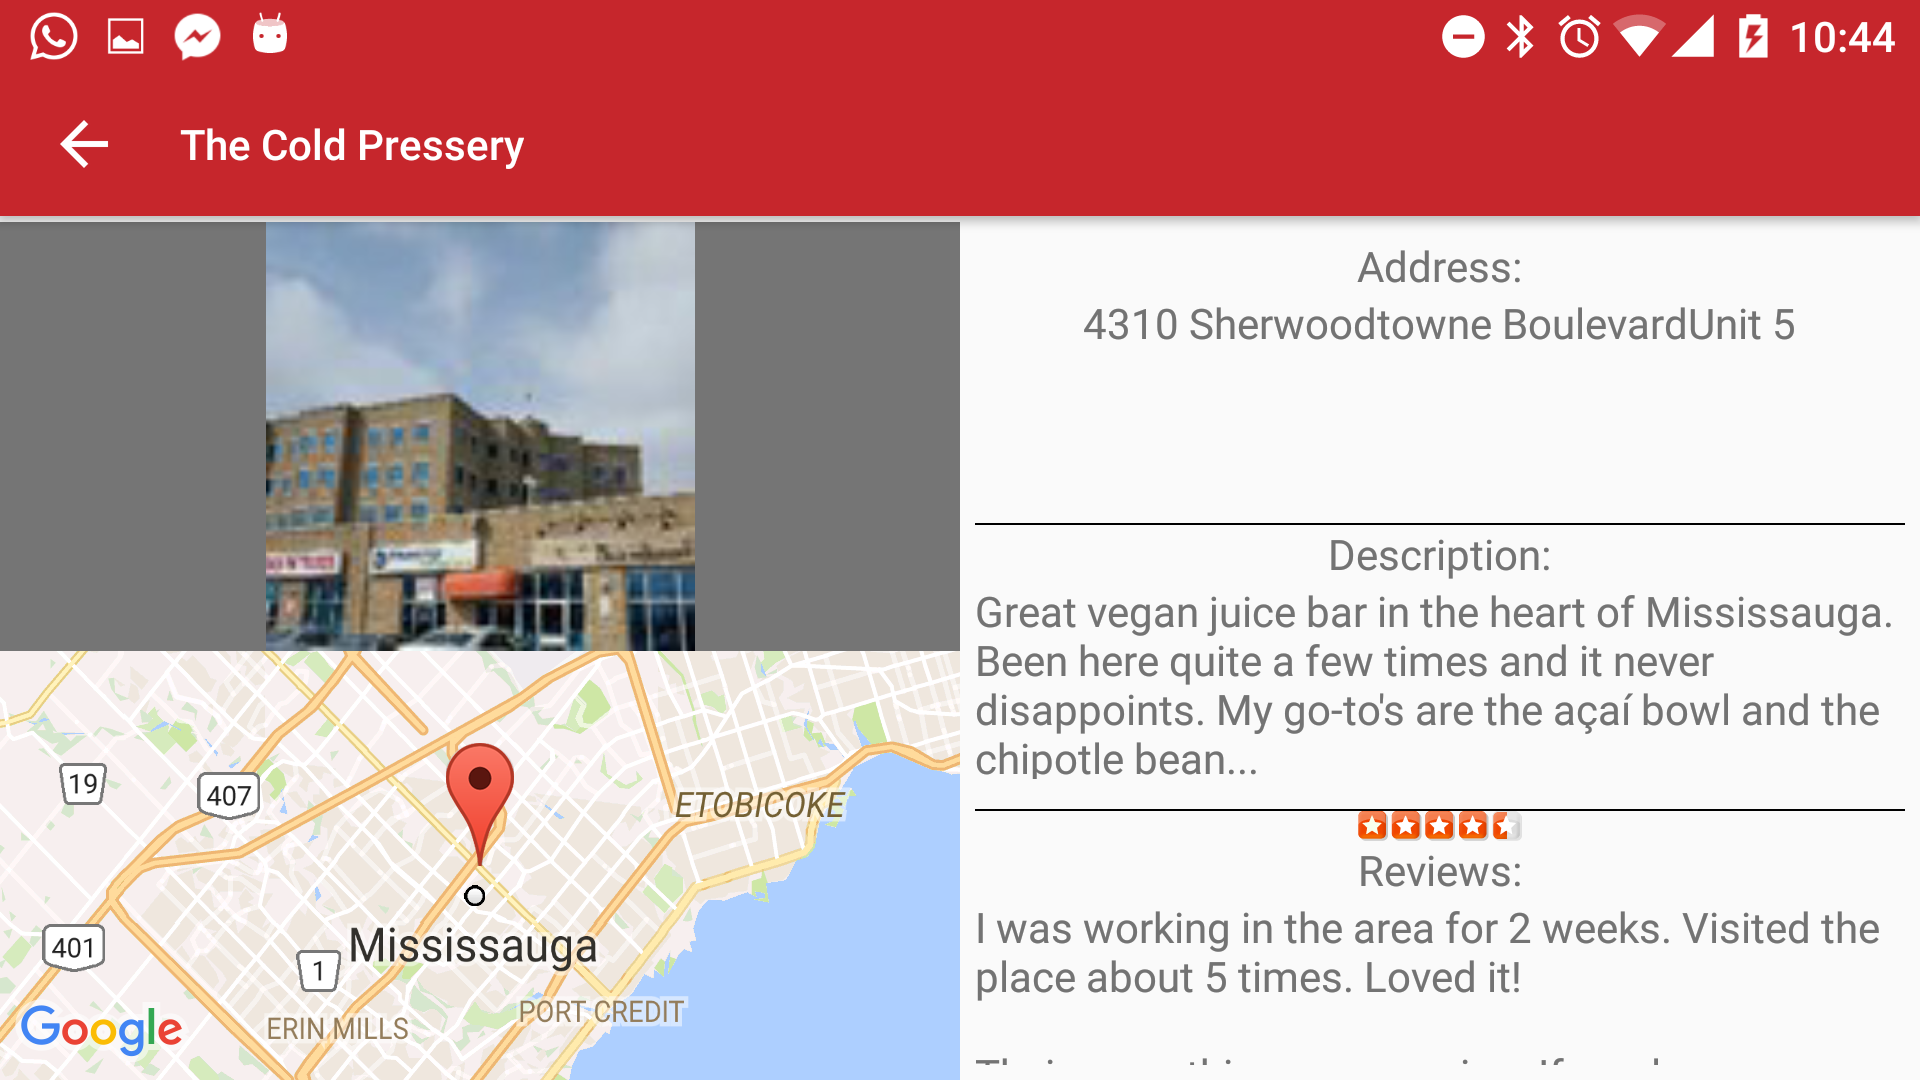 10:44
The Cold Pressery
Address:
4310 Sherwoodtowne BoulevardUnit 5
Description:
Great vegan juice bar in the heart of Mississauga.
Been here quite a few times and it never
disappoints. My go-to's are the açaí bowl and the
chipotle bean...
Reviews:
I was working in the area for 2 weeks. Visited the
place about 5 times. Loved it!
19
407
ETOBICOKE
401
1
Mississauga
PORT CREDIT
ERIN MILLS
Google